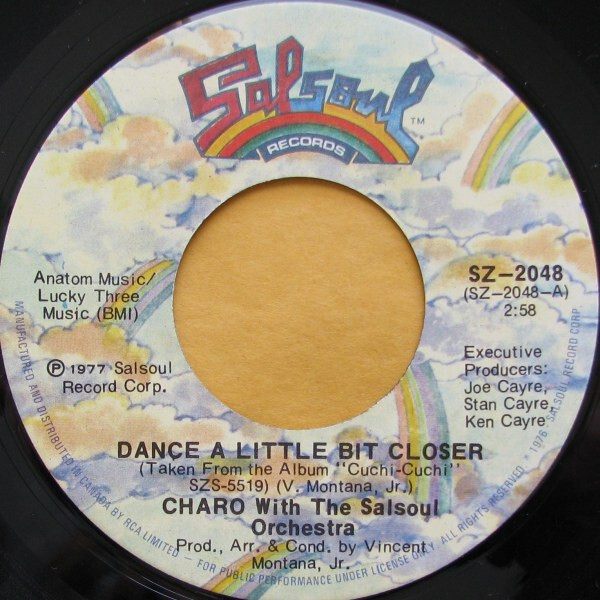 Salsoul TM
RECORDS
Anatom Music/
Lucky Three
Music (BMI)
℗ 1977 Salsoul
Record Corp.
SZ-2048
(SZ-2048-A)
2:58
Executive
Producers:
Joe Cayre,
Stan Cayre,
Ken Cayre
DANCE A LITTLE BIT CLOSER
(Taken From the Album "Cuchi-Cuchi"
SZS-5519) (V. Montana, Jr.)
CHARO With The Salsoul
Orchestra
Prod., Arr. & Cond. by Vincent
Montana, Jr.
MANUFACTURED AND DISTRIBUTED IN CANADA BY RCA LIMITED – FOR PUBLIC PERFORMANCE UNDER LICENSE ONLY. ALL RIGHTS RESERVED • 1976 SALSOUL RECORD CORP.